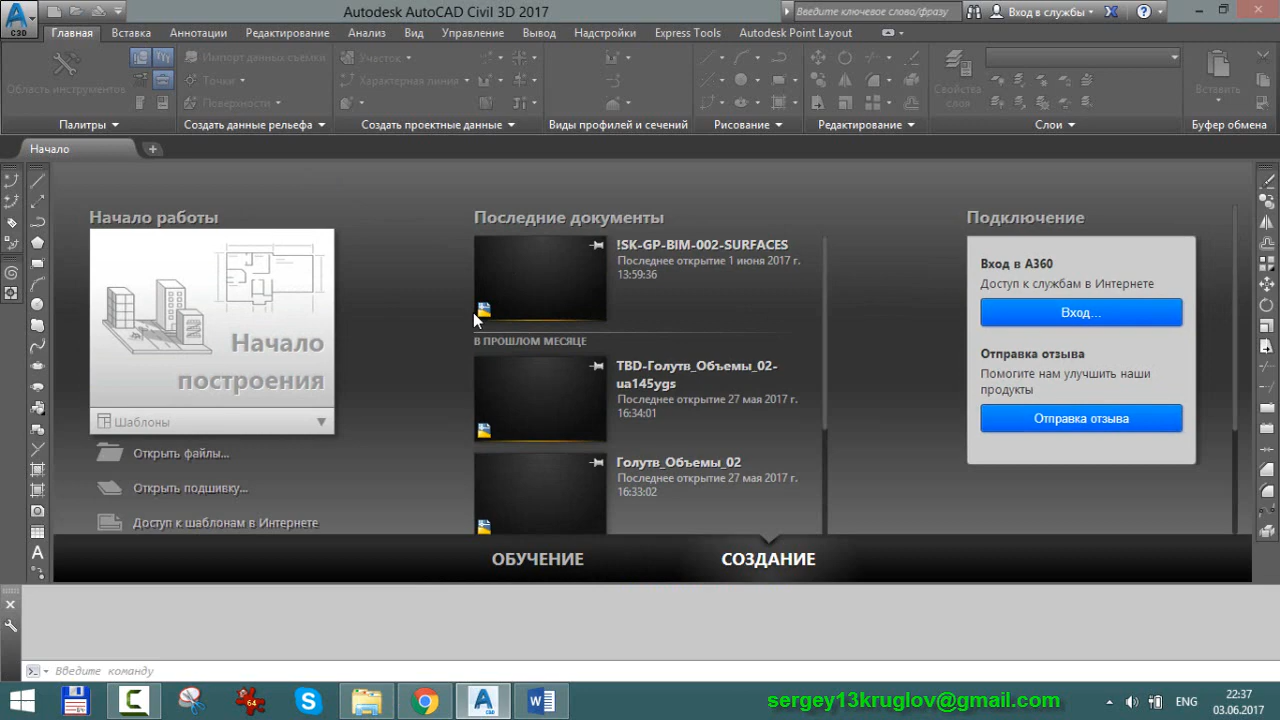 Autodesk AutoCAD Civil 3D 2017
Введите ключевое слово/фразу
Вход в службы
C3D
Главная
Вставка
Аннотации
Редактирование
Анализ
Вид
Управление
Вывод
Надстройки
Express Tools
Autodesk Point Layout
Область инструментов
Импорт данных съемки
Точки
Поверхности
Участок
Характерная линия
Свойства
слоя
Вставить
Палитры
Создать данные рельефа
Создать проектные данные
Виды профилей и сечений
Рисование
Редактирование
Слои
Буфер обмена
Начало
Начало работы
Начало
построения
Шаблоны
Открыть файлы...
Открыть подшивку...
Доступ к шаблонам в Интернете
Последние документы
!SK-GP-BIM-002-SURFACES
Последнее открытие 1 июня 2017 г.
13:59:36
В ПРОШЛОМ МЕСЯЦЕ
TBD-Голутв_Объемы_02-
ua145ygs
Последнее открытие 27 мая 2017 г.
16:34:01
Голутв_Объемы_02
Последнее открытие 27 мая 2017 г.
16:33:02
Подключение
Вход в A360
Доступ к службам в Интернете
Вход...
Отправка отзыва
Помогите нам улучшить наши
продукты
Отправка отзыва
ОБУЧЕНИЕ
СОЗДАНИЕ
Введите команду
64
sergey13kruglov@gmail.com
ENG
22:37
03.06.2017